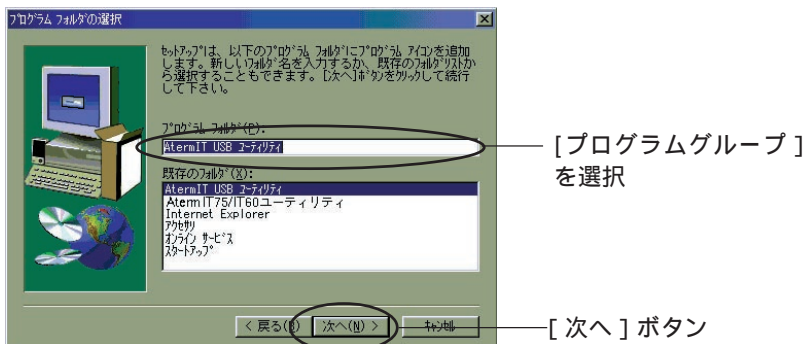 プログラム フォルダの選択
セットアップは、以下のプログラム フォルダにプログラム アイコンを追加
します。新しいフォルダ名を入力するか、既存のフォルダリストか
ら選択することもできます。[次へ]ボタンをクリックして続行
して下さい。
プログラム フォルダ(P):
AtermIT USB ユーティリティ
既存のフォルダ(X):
AtermIT USB ユーティリティ
AtermIT75/IT60ユーティリティ
Internet Explorer
アクセサリ
オンライン サービス
スタートアップ
< 戻る(B)
次へ(N) >
キャンセル
[プログラムグループ]
を選択
[次へ]ボタン